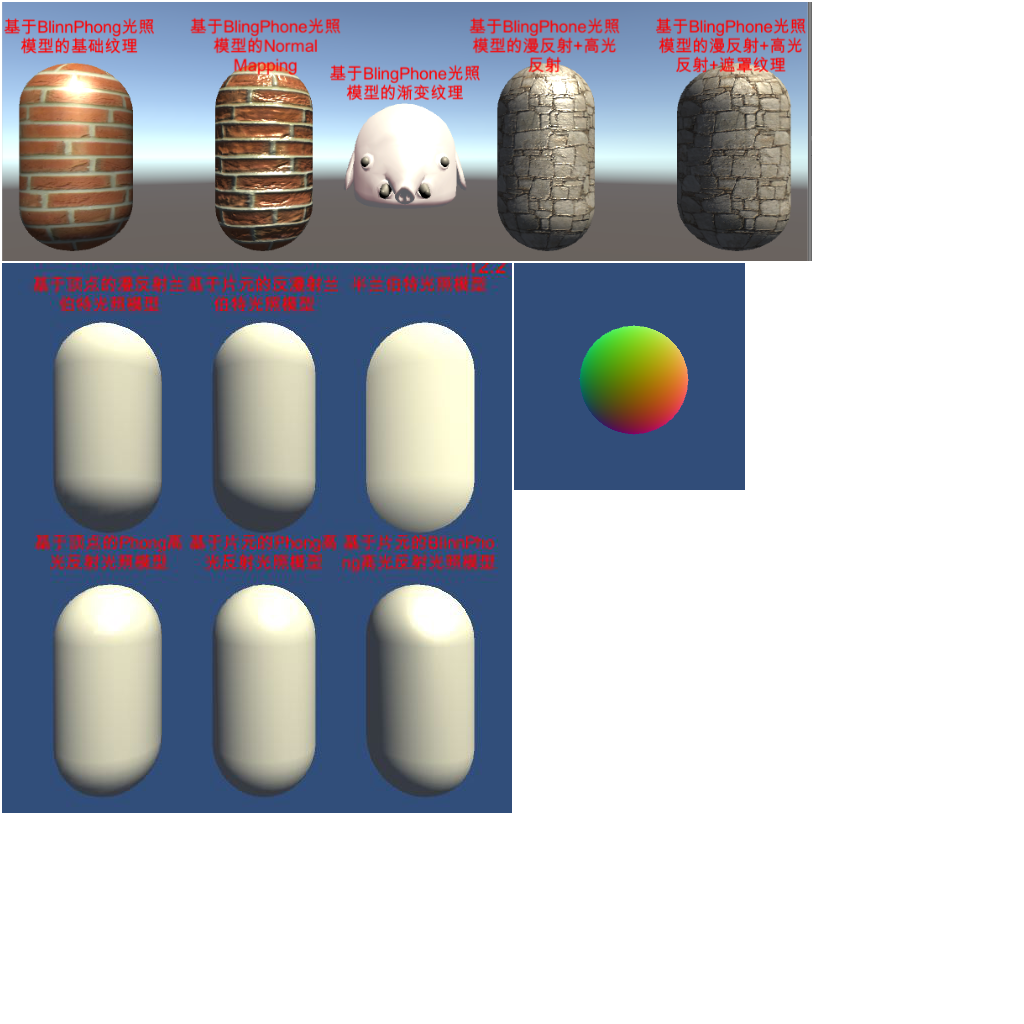 基于BlinnPhong光照
模型的基础纹理
基于BlingPhone光照
模型的Normal
Mapping
基于BlingPhone光照
模型的渐变纹理
基于BlingPhone光照
模型的漫反射+高光
反射
基于BlingPhone光照
模型的漫反射+高光
反射+遮罩纹理
12.2
基于顶点的漫反射兰
伯特光照模型
基于片元的反漫射兰
伯特光照模型
半兰伯特光照模型
基于顶点的Phong高
光反射光照模型
基于片元的Phong高
光反射光照模型
基于片元的BlinnPho
ng高光反射光照模型